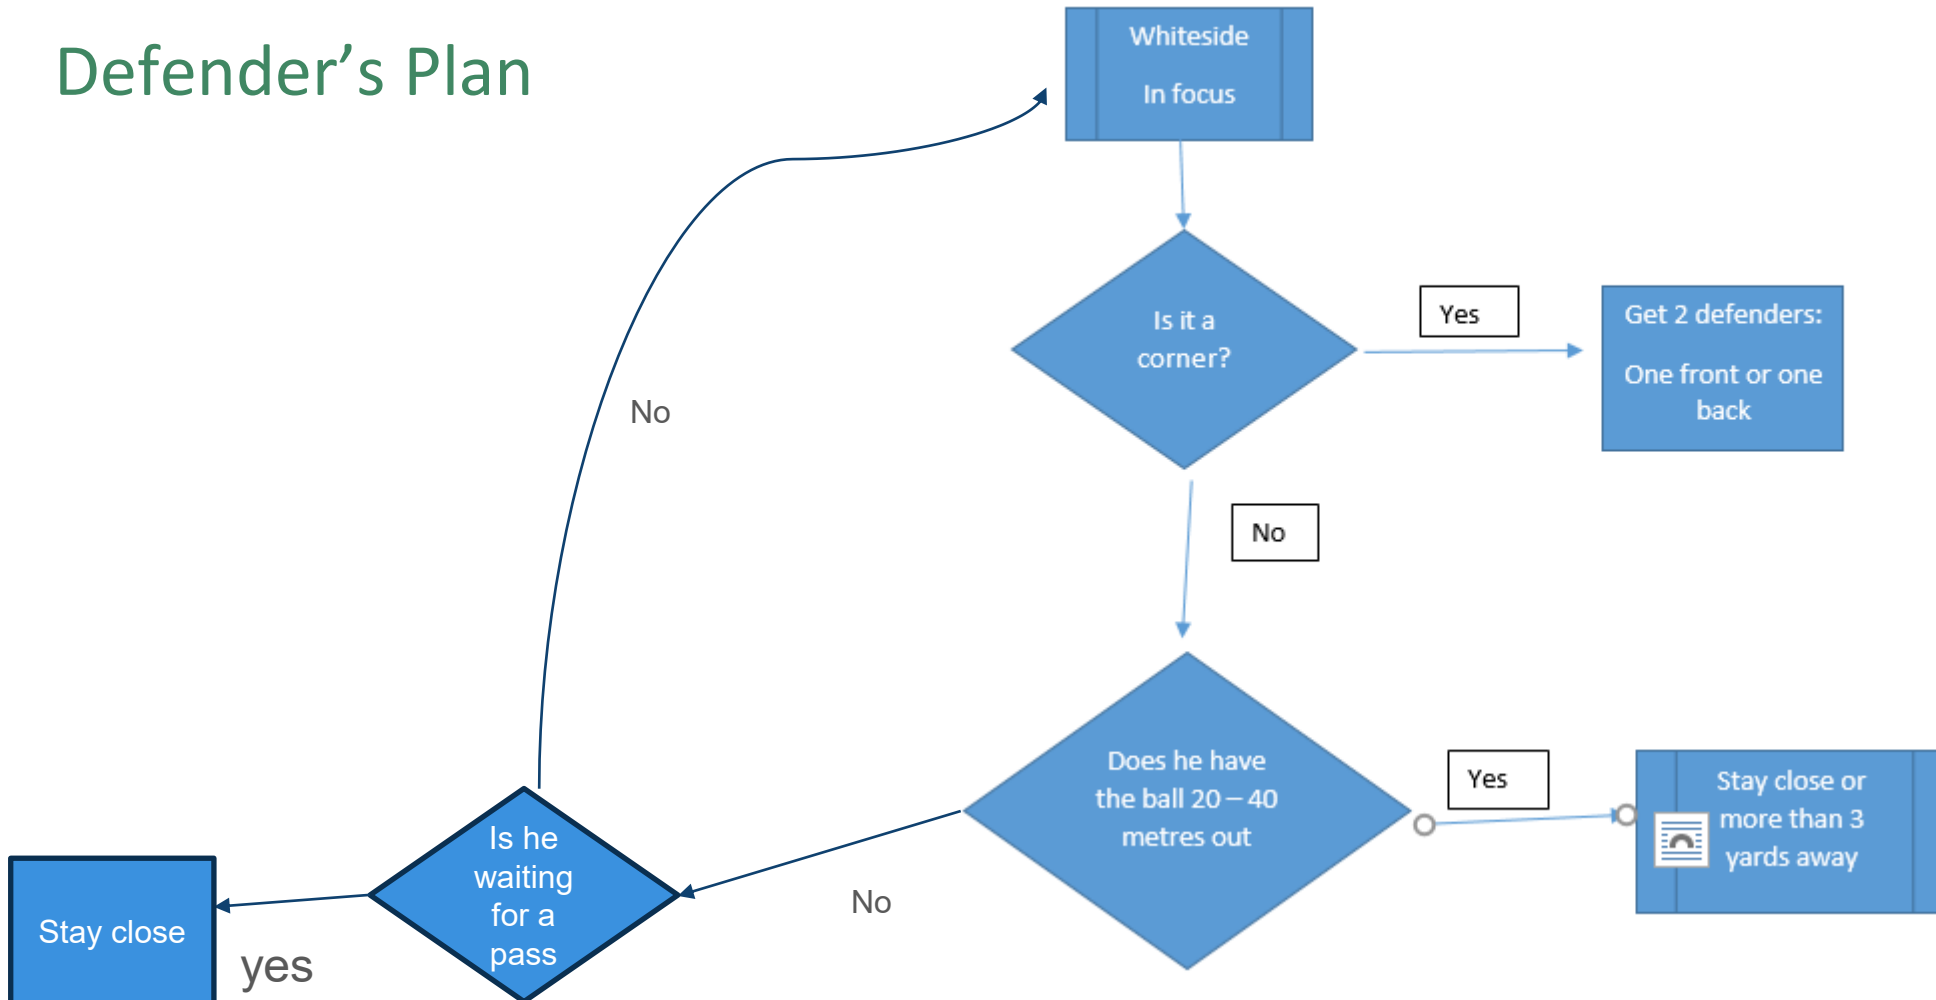 Defender's Plan
Whiteside
In focus
Is it a
corner?
Yes
Get 2 defenders:
One front or one
back
No
No
Does he have
the ball 20 – 40
metres out
Yes
Stay close or
more than 3
yards away
No
Is he
waiting
for a
pass
yes
Stay close